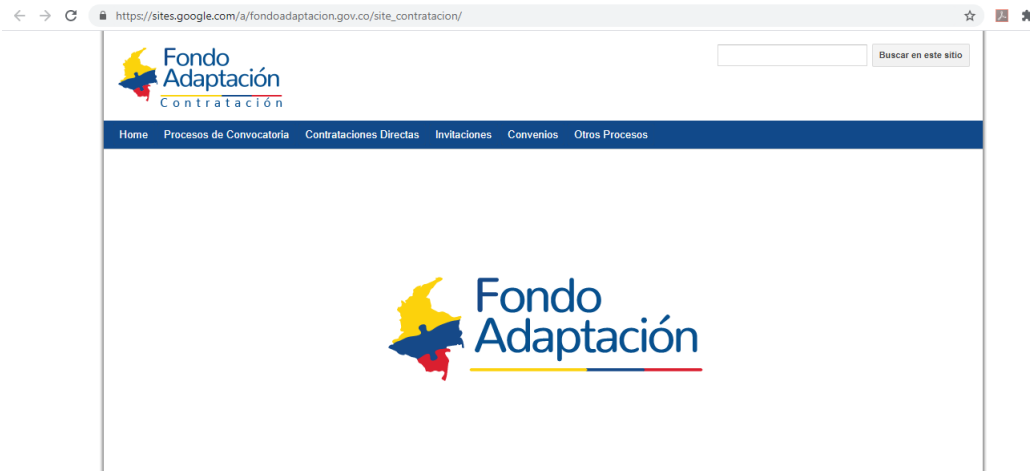 https://sites.google.com/a/fondoadaptacion.gov.co/site_contratacion/
Fondo
Adaptación
Contratación
Buscar en este sitio
Home Procesos de Convocatoria Contrataciones Directas Invitaciones Convenios Otros Procesos
Fondo
Adaptación